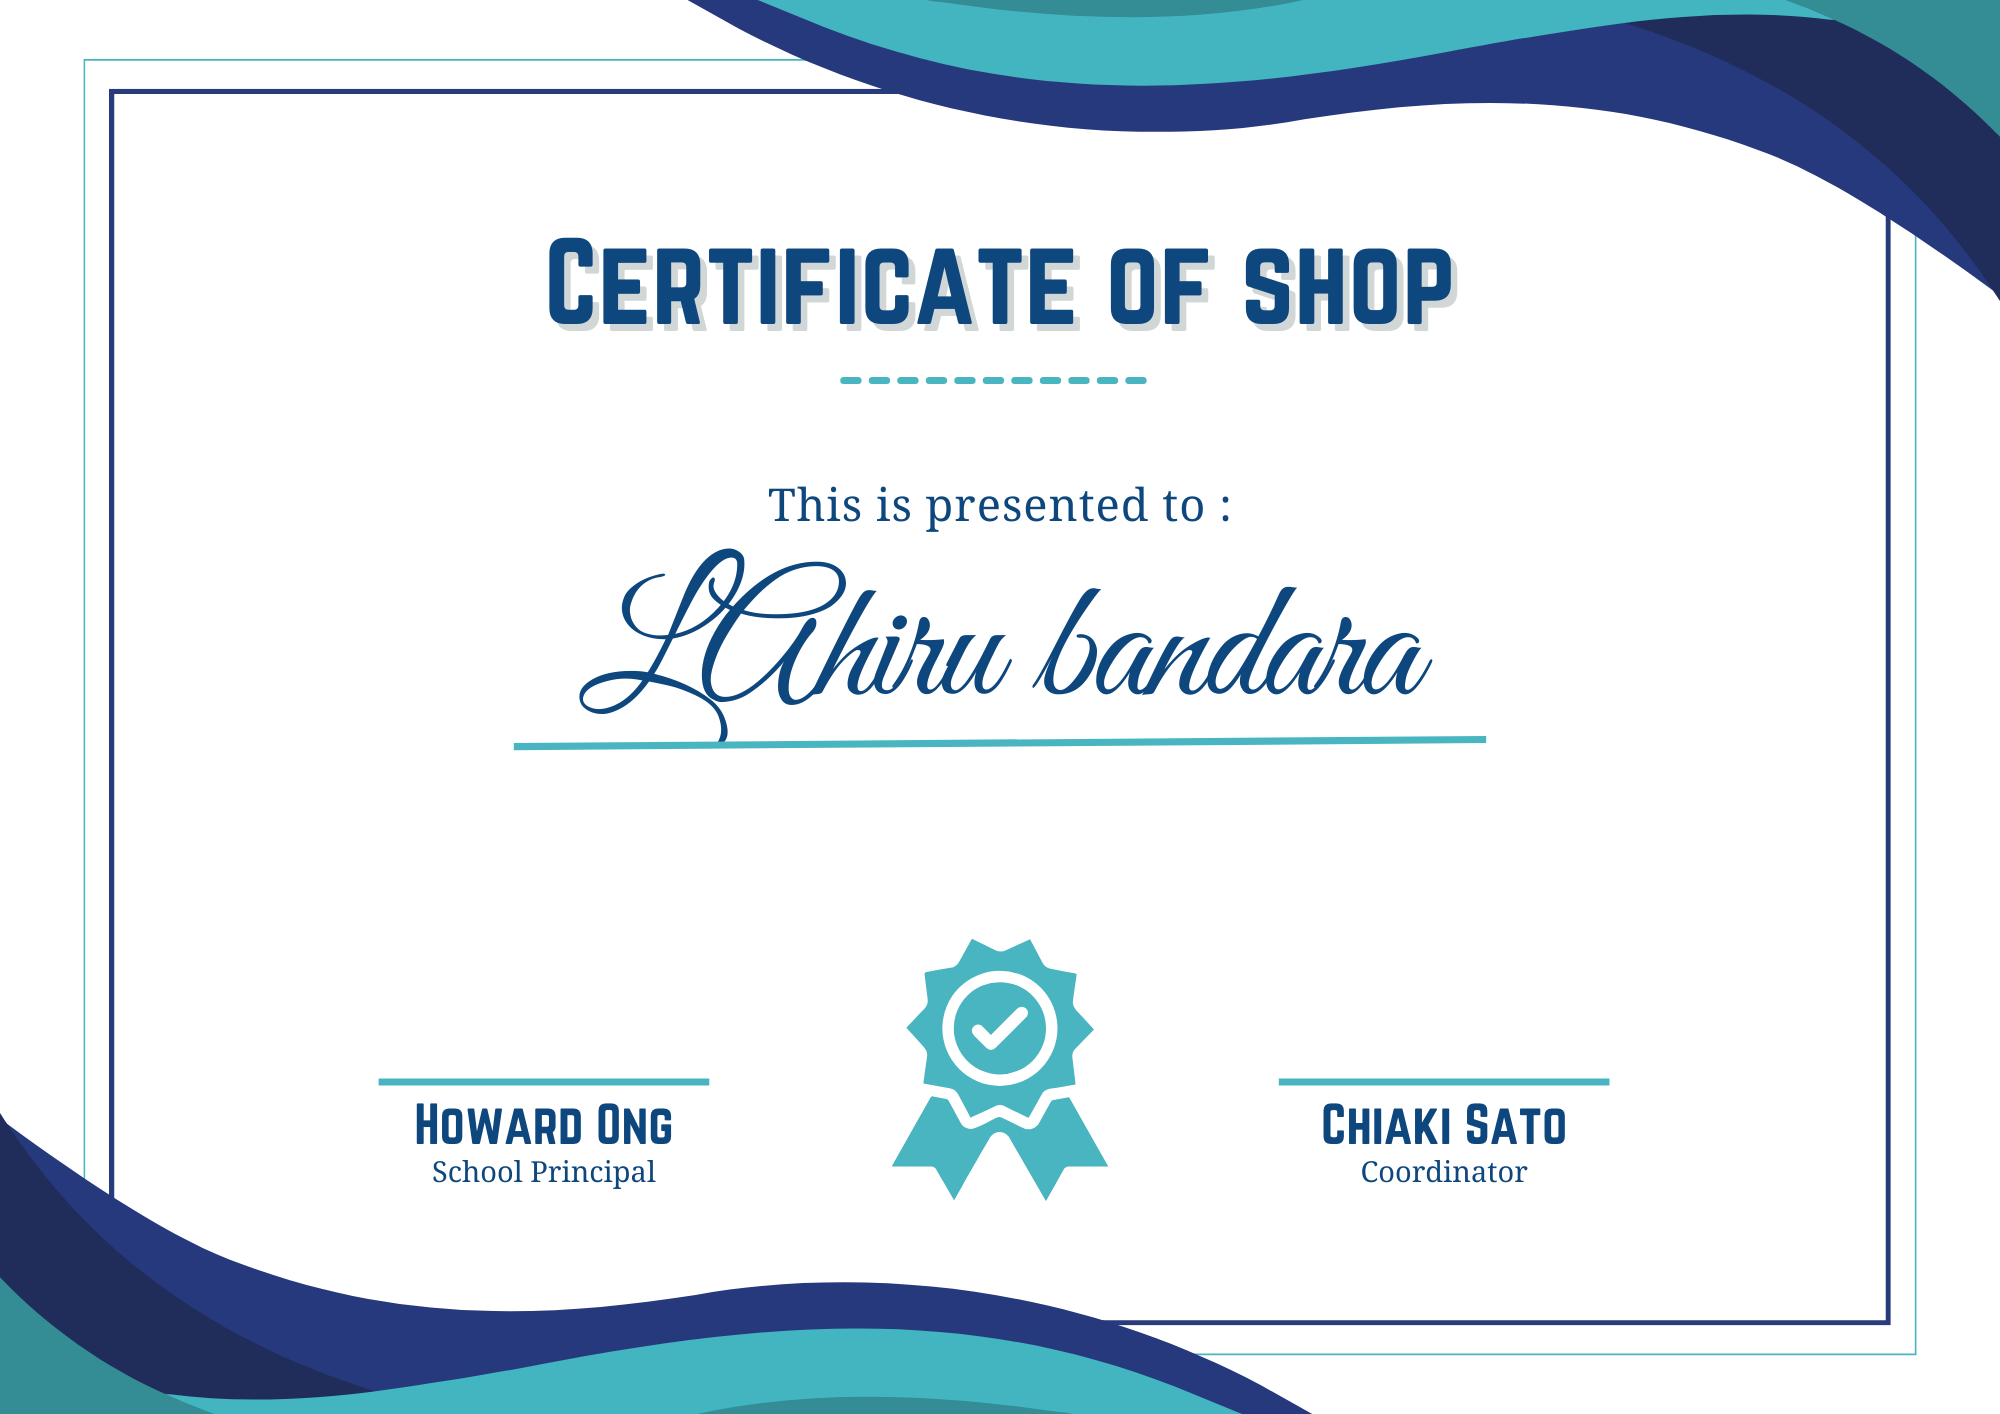 CERTIFICATE OF SHOP
This is presented to :
LAhiru bandara
HOWARD ONG
School Principal
CHIAKI SATO
Coordinator